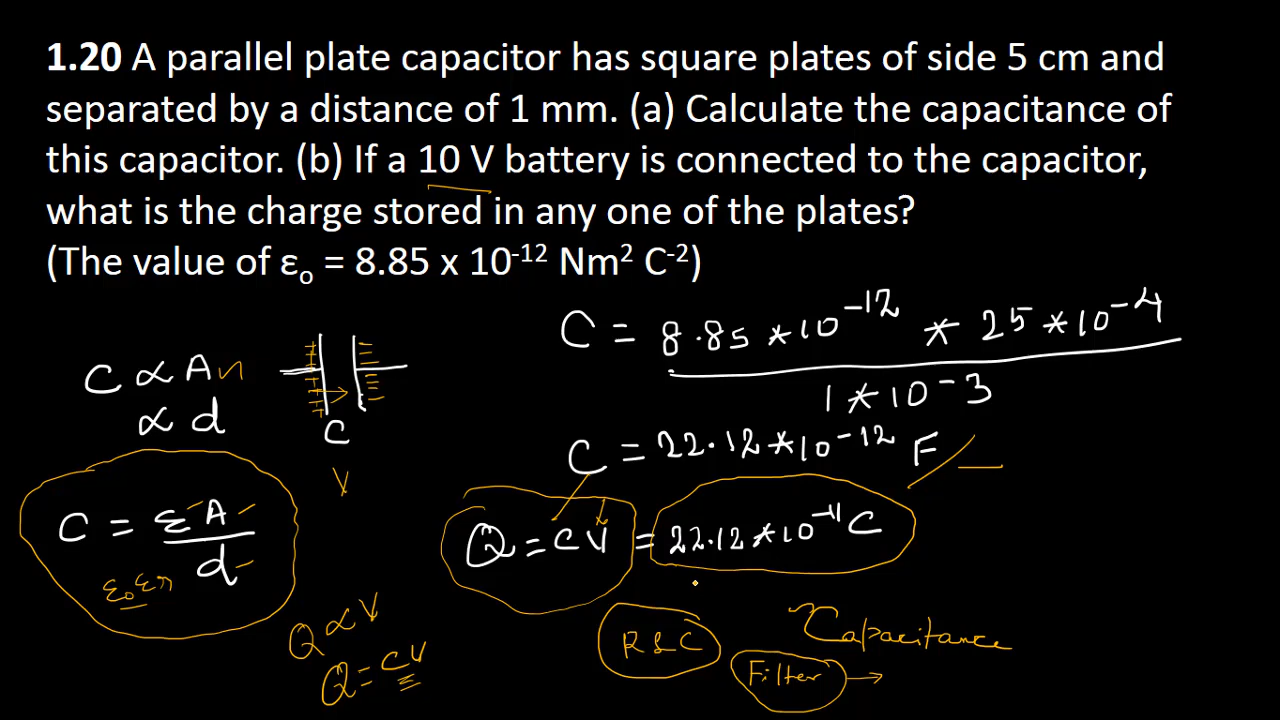 1.20 A parallel plate capacitor has square plates of side 5 cm and
separated by a distance of 1 mm. (a) Calculate the capacitance of
this capacitor. (b) If a 10 V battery is connected to the capacitor,
what is the charge stored in any one of the plates?
(The value of εₒ = 8.85 x 10⁻¹² Nm² C⁻²)
C ∝ A
∝ d
C
V
C = εA/d
ε₀εr
Q ∝ V
Q = CV
C = 8.85 * 10⁻¹² * 25 * 10⁻⁴
1 * 10⁻³
C = 22.12 * 10⁻¹² F
Q = CV = 22.12 * 10⁻¹¹ C
R L C
Capacitance
Filter →